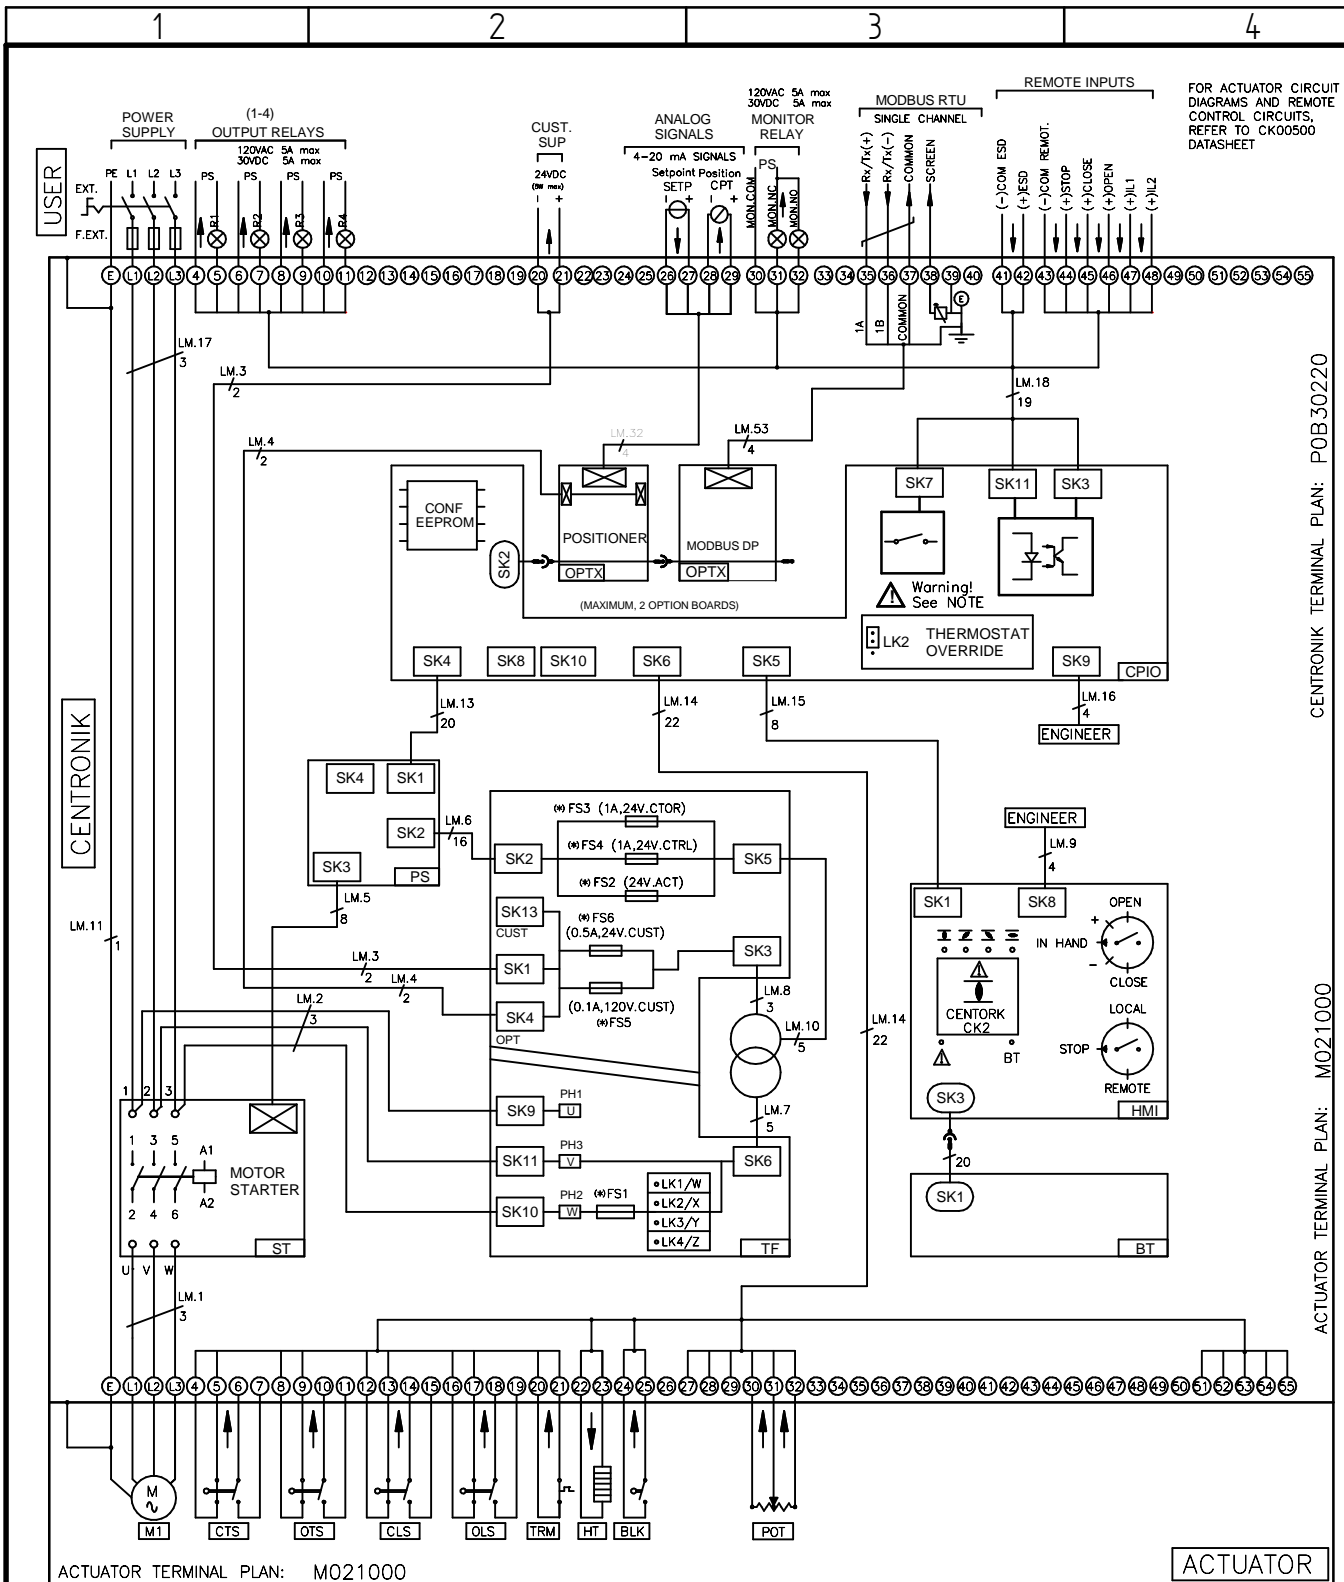 1 2 3 4
FOR ACTUATOR CIRCUIT
DIAGRAMS AND REMOTE
CONTROL CIRCUITS,
REFER TO CK00500
DATASHEET
USER
POWER
SUPPLY
PE L1 L2 L3
EXT.
F.EXT.
(1-4)
OUTPUT RELAYS
120VAC 5A max
30VDC 5A max
PS PS PS PS
R1 R2 R3 R4
CUST.
SUP
24VDC
(5W max)
- +
ANALOG
SIGNALS
4-20 mA SIGNALS
Setpoint Position
SETP CPT
- + - +
120VAC 5A max
30VDC 5A max
MONITOR
RELAY
PS
MON.COM
MON.NC
MON.NO
MODBUS RTU
SINGLE CHANNEL
Rx/Tx(+)
Rx/Tx(-)
COMMON
SCREEN
REMOTE INPUTS
(-)COM ESD
(+)ESD
(-)COM REMOT.
(+)STOP
(+)CLOSE
(+)OPEN
(+)IL1
(+)IL2
E L1 L2 L3 4 5 6 7 8 9 10 11 12 13 14 15 16 17 18 19 20 21 22 23 24 25 26 27 28 29 30 31 32 33 34 35 36 37 38 39 40 41 42 43 44 45 46 47 48 49 50 51 52 53 54 55
1A
1B
COMMON
E
LM.17
3
LM.3
2
LM.18
19
LM.4
2
LM.32
4
LM.53
4
CENTRONIK TERMINAL PLAN: P0B30220
CONF
EEPROM
SK2
POSITIONER
OPTX
MODBUS DP
OPTX
(MAXIMUM, 2 OPTION BOARDS)
SK7
SK11
SK3
Warning!
See NOTE
LK2
THERMOSTAT
OVERRIDE
SK4
SK8
SK10
SK6
SK5
SK9
CPIO
CENTRONIK
LM.13
20
LM.14
22
LM.15
8
LM.16
4
ENGINEER
SK4
SK1
SK2
SK3
PS
LM.6
16
LM.5
8
(*)FS3 (1A,24V.CTOR)
(*)FS4 (1A,24V.CTRL)
(*)FS2 (24V.ACT)
SK2
SK5
SK13
CUST
(*)FS6
(0.5A,24V.CUST)
SK1
SK3
(0.1A,120V.CUST)
(*)FS5
SK4
OPT
LM.11
1
LM.3
2
LM.4
2
LM.2
3
LM.8
3
LM.10
5
LM.14
22
LM.7
5
SK9
PH1
U
SK11
PH3
V
SK6
SK10
PH2
W
(*)FS1
LK1/W
LK2/X
LK3/Y
LK4/Z
TF
ENGINEER
LM.9
4
SK1
SK8
OPEN
+
IN HAND
-
CLOSE
CENTORK
CK2
BT
LOCAL
STOP
REMOTE
SK3
HMI
20
SK1
BT
1 2 3
1 3 5
A1
A2
2 4 6
MOTOR
STARTER
ST
U V W
LM.1
3
ACTUATOR TERMINAL PLAN: M021000
E L1 L2 L3 4 5 6 7 8 9 10 11 12 13 14 15 16 17 18 19 20 21 22 23 24 25 26 27 28 29 30 31 32 33 34 35 36 37 38 39 40 41 42 43 44 45 46 47 48 49 50 51 52 53 54 55
M
M1
CTS
OTS
CLS
OLS
TRM
HT
BLK
POT
ACTUATOR TERMINAL PLAN: M021000
ACTUATOR